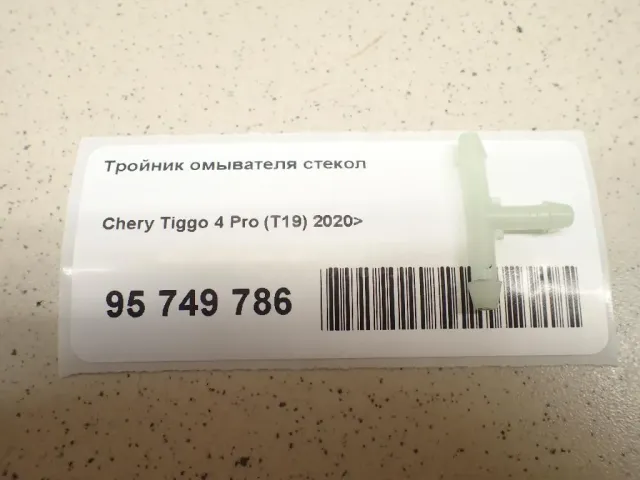 Тройник омывателя стекол
Chery Tiggo 4 Pro (T19) 2020>
95 749 786